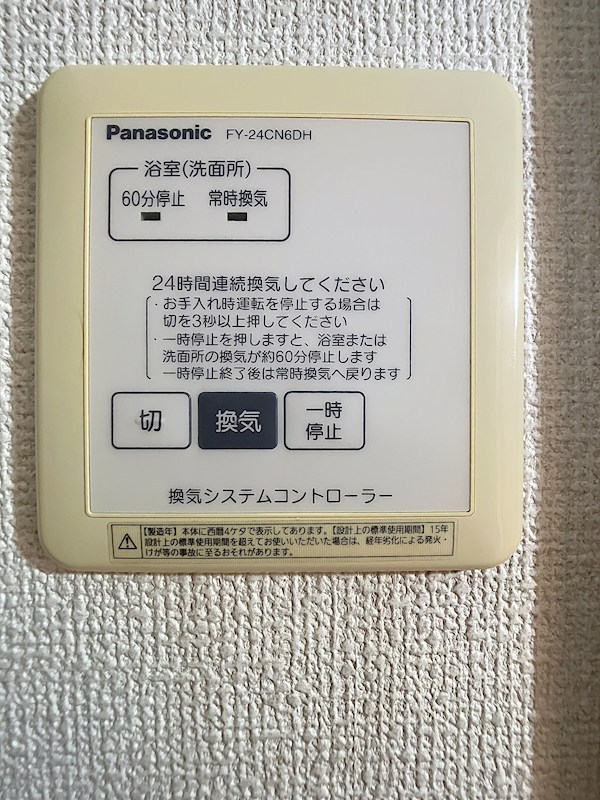 Panasonic FY-24CN6DH
浴室(洗面所)
60分停止 常時換気
24時間連続換気してください
・お手入れ時運転を停止する場合は
切を3秒以上押してください
・一時停止を押しますと、浴室または
洗面所の換気が約60分停止します
一時停止終了後は常時換気へ戻ります
切 換気 一時
停止
換気システムコントローラー
【製造年】本体に西暦4ケタで表示してあります。【設計上の標準使用期間】15年
設計上の標準使用期間を超えてお使いいただいた場合は、経年劣化による発火・
けが等の事故に至るおそれがあります。